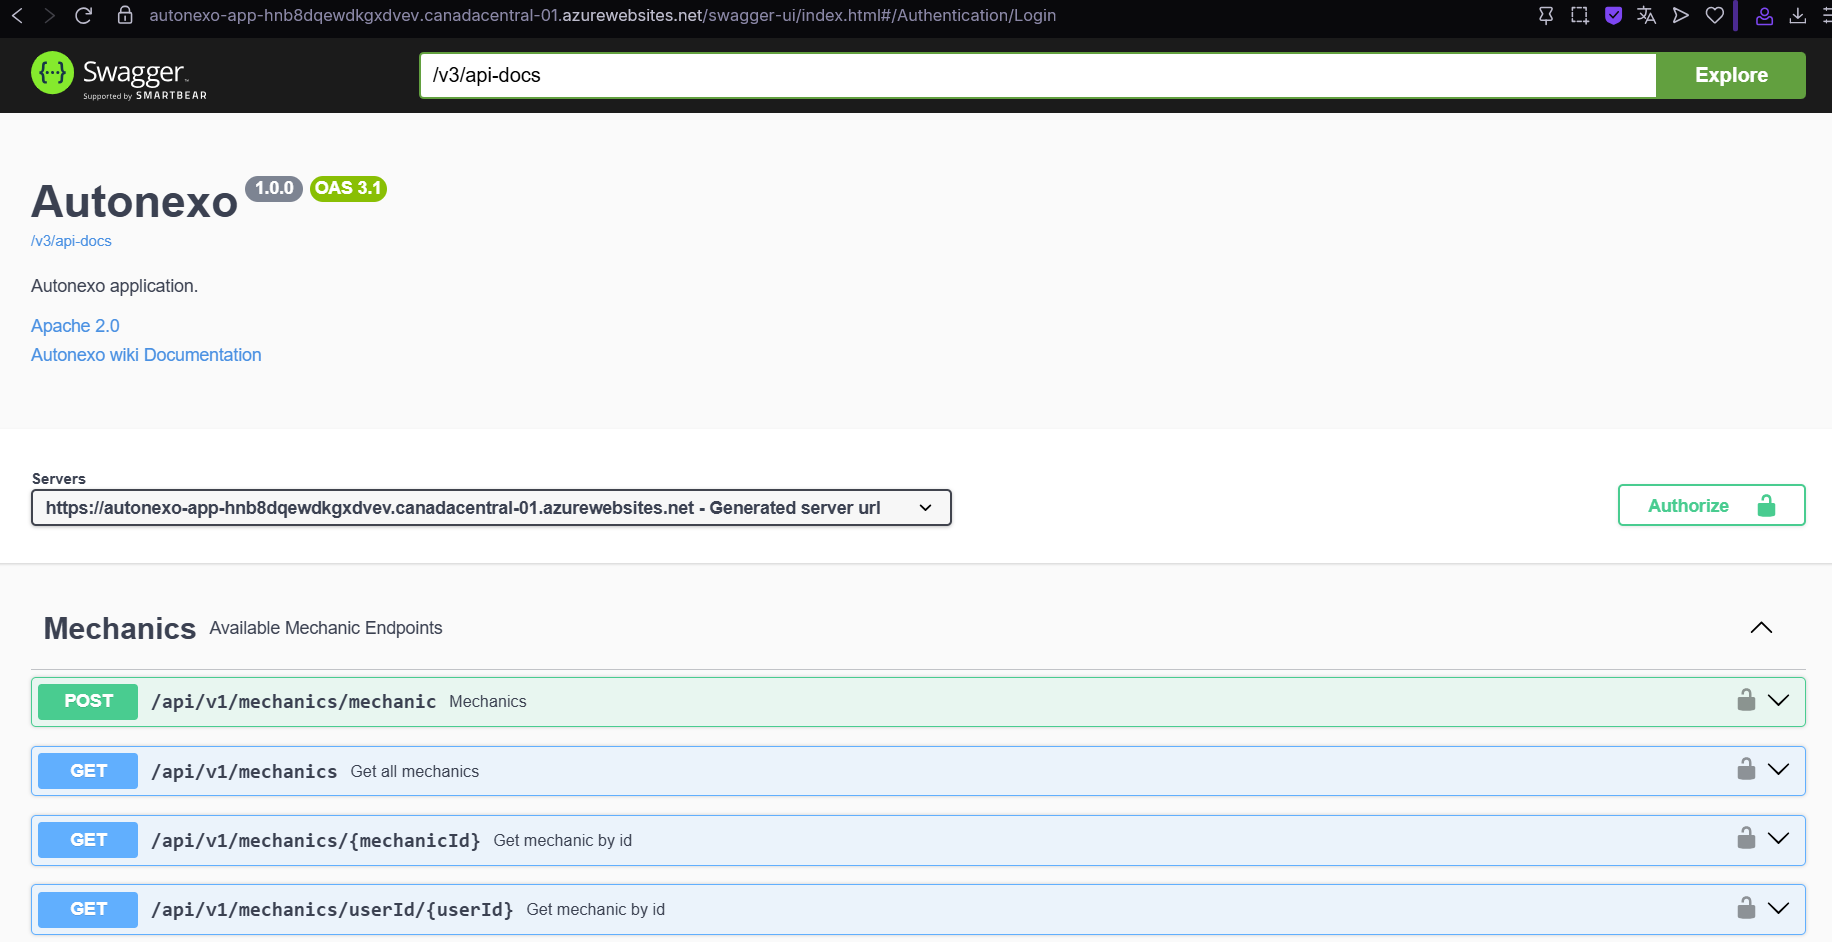 autonexo-app-hnb8dqewdkgxdvev.canadacentral-01.azurewebsites.net/swagger-ui/index.html#/Authentication/Login
Swagger™
Supported by SMARTBEAR
/v3/api-docs
Explore
Autonexo 1.0.0 OAS 3.1
/v3/api-docs
Autonexo application.
Apache 2.0
Autonexo wiki Documentation
Servers
https://autonexo-app-hnb8dqewdkgxdvev.canadacentral-01.azurewebsites.net - Generated server url
Authorize
Mechanics Available Mechanic Endpoints
POST /api/v1/mechanics/mechanic Mechanics
GET /api/v1/mechanics Get all mechanics
GET /api/v1/mechanics/{mechanicId} Get mechanic by id
GET /api/v1/mechanics/userId/{userId} Get mechanic by id